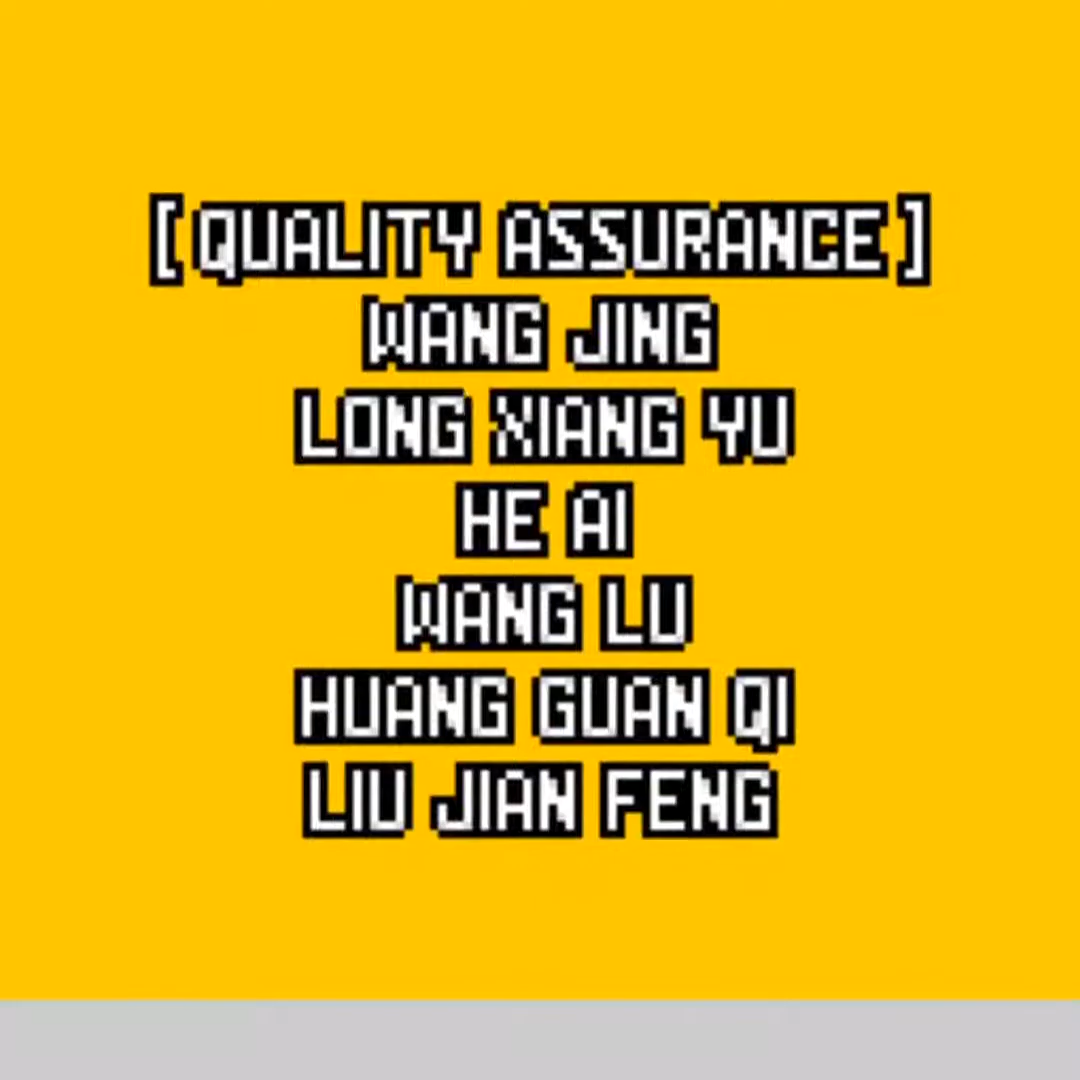 [QUALITY ASSURANCE]
WANG JING
LONG XIANG YU
HE AI
WANG LU
HUANG GUAN QI
LIU JIAN FENG